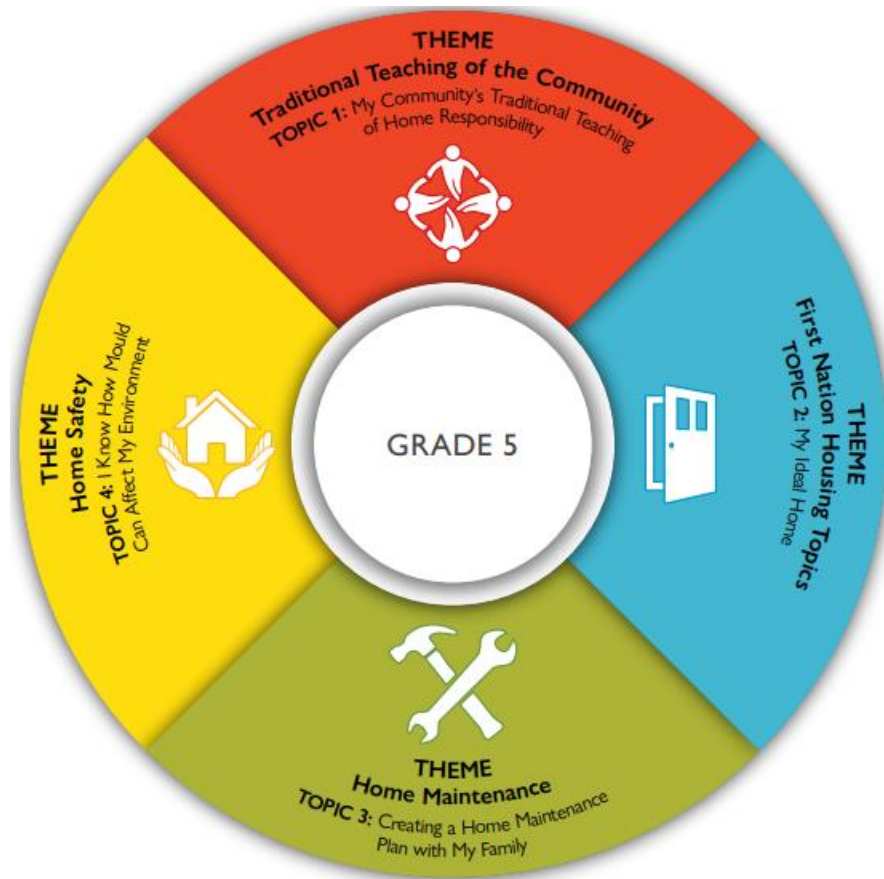 THEME
Traditional Teaching of the Community
TOPIC 1: My Community's Traditional Teaching
of Home Responsibility
THEME
First Nation Housing Topics
TOPIC 2: My Ideal Home
THEME
Home Maintenance
TOPIC 3: Creating a Home Maintenance
Plan with My Family
THEME
Home Safety
TOPIC 4: I Know How Mould
Can Affect My Environment
GRADE 5